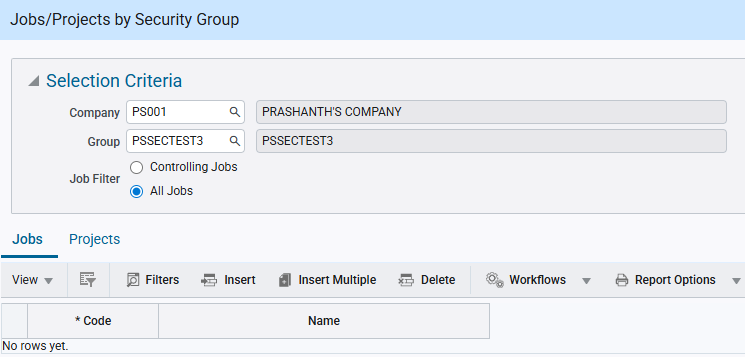 Jobs/Projects by Security Group
Selection Criteria
Company PS001 PRASHANTH'S COMPANY
Group PSSECTEST3 PSSECTEST3
Job Filter
Controlling Jobs
All Jobs
Jobs Projects
View Filters Insert Insert Multiple Delete Workflows Report Options
* Code Name
No rows yet.